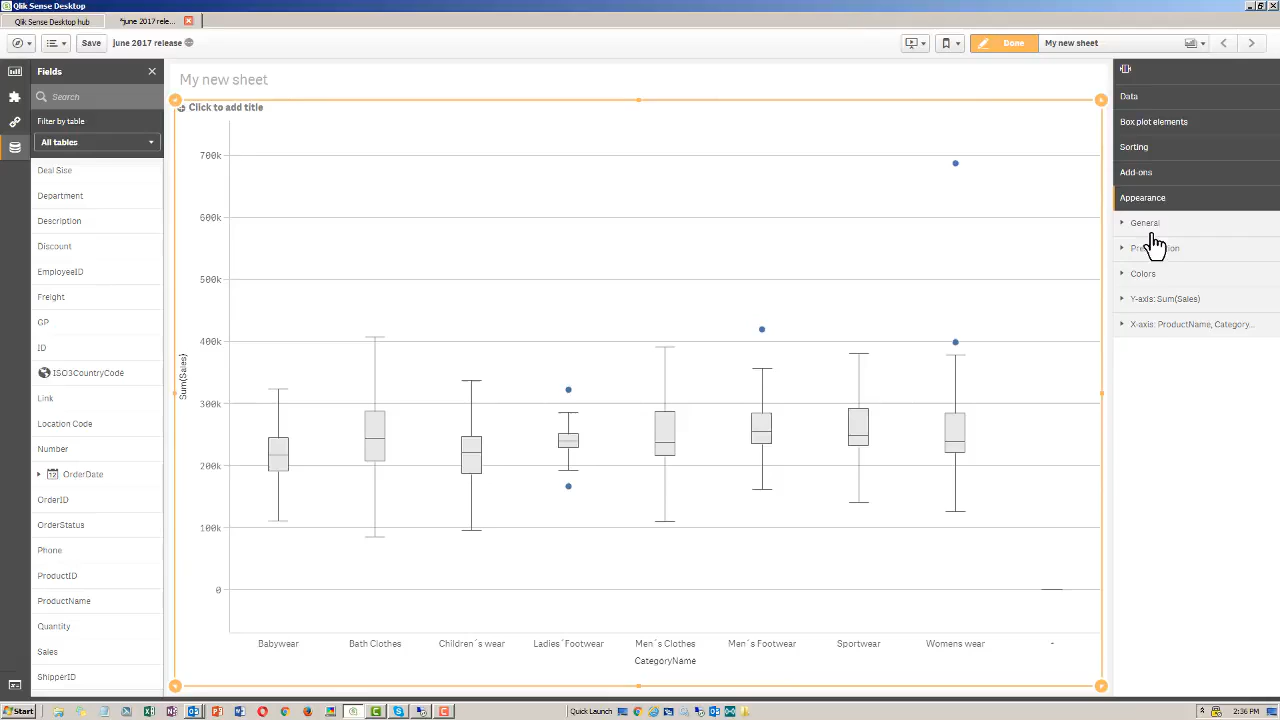 Qlik Sense Desktop
Qlik Sense Desktop hub
*june 2017 rele...
Save
june 2017 release
Done
My new sheet
Fields
Search
Filter by table
All tables
Deal Size
Department
Description
Discount
EmployeeID
Freight
GP
ID
ISO3CountryCode
Link
Location Code
Number
12 OrderDate
OrderID
OrderStatus
Phone
ProductID
ProductName
Quantity
Sales
ShipperID
My new sheet
Click to add title
Sum(Sales)
700k
600k
500k
400k
300k
200k
100k
0
Babywear
Bath Clothes
Children´s wear
Ladies´Footwear
Men´s Clothes
Men´s Footwear
Sportwear
Womens wear
-
CategoryName
Data
Box plot elements
Sorting
Add-ons
Appearance
General
Colors
Y-axis: Sum(Sales)
X-axis: ProductName, Category...
Start
Quick Launch
2:36 PM